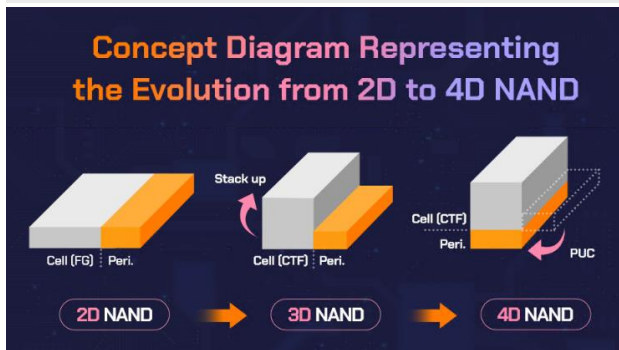 Concept Diagram Representing
the Evolution from 2D to 4D NAND
Stack up
Cell (FG) Peri.
Cell (CTF) Peri.
Cell (CTF)
Peri.
PUC
2D NAND
3D NAND
4D NAND